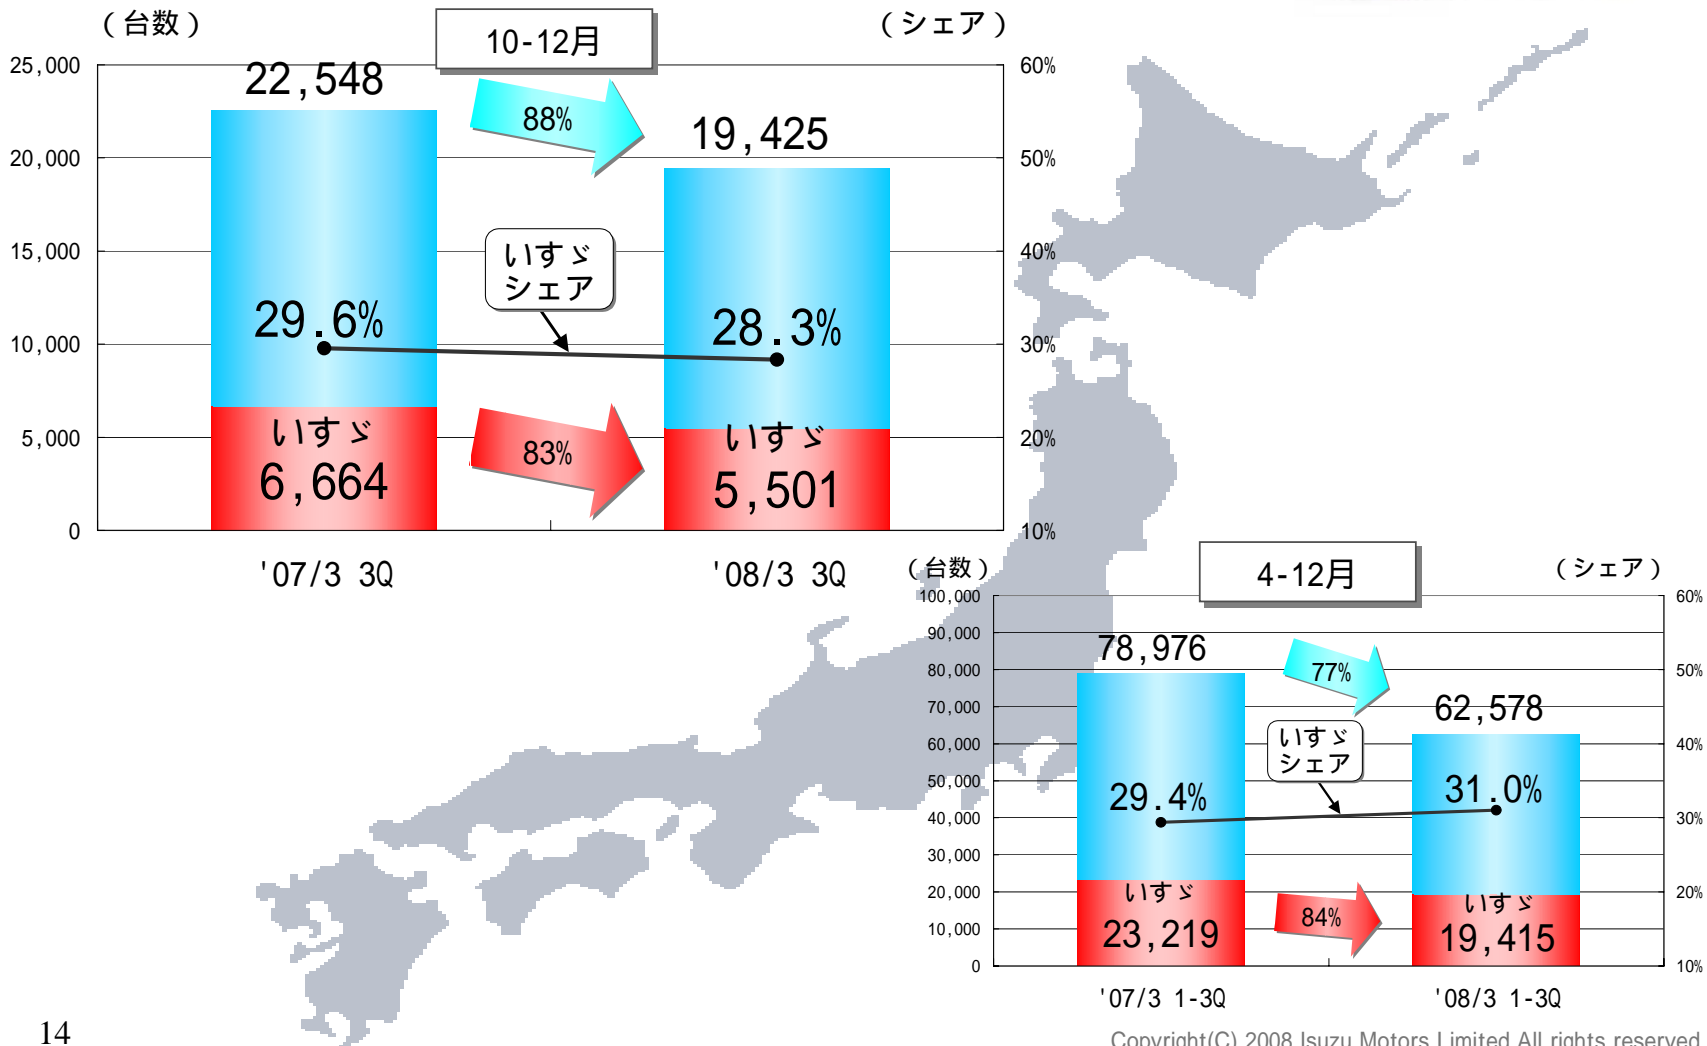 （台数）
10-12月
（シェア）
25,000
20,000
15,000
10,000
5,000
0
22,548
88%
19,425
いすゞ
シェア
29.6%
28.3%
いすゞ
6,664
83%
いすゞ
5,501
60%
50%
40%
30%
20%
10%
'07/3 3Q
'08/3 3Q
（台数）
4-12月
（シェア）
100,000
90,000
80,000
70,000
60,000
50,000
40,000
30,000
20,000
10,000
0
78,976
77%
62,578
いすゞ
シェア
29.4%
31.0%
いすゞ
23,219
84%
いすゞ
19,415
60%
50%
40%
30%
20%
10%
'07/3 1-3Q
'08/3 1-3Q
14
Copyright(C) 2008 Isuzu Motors Limited All rights reserved